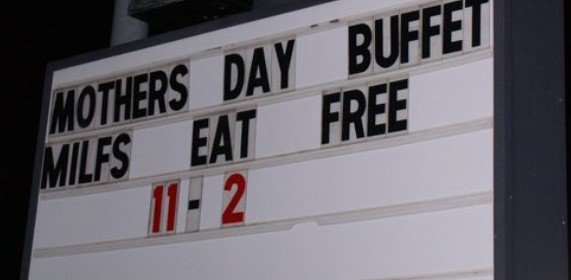 MOTHERS DAY BUFFET
MILFS EAT FREE
11-2